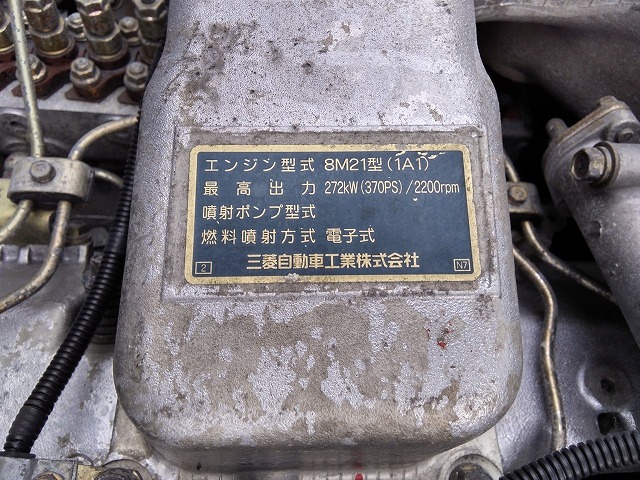 エンジン型式 8M21型(1A1)
最高出力 272kW(370PS)/2200rpm
噴射ポンプ型式
燃料噴射方式 電子式
2 三菱自動車工業株式会社 N7